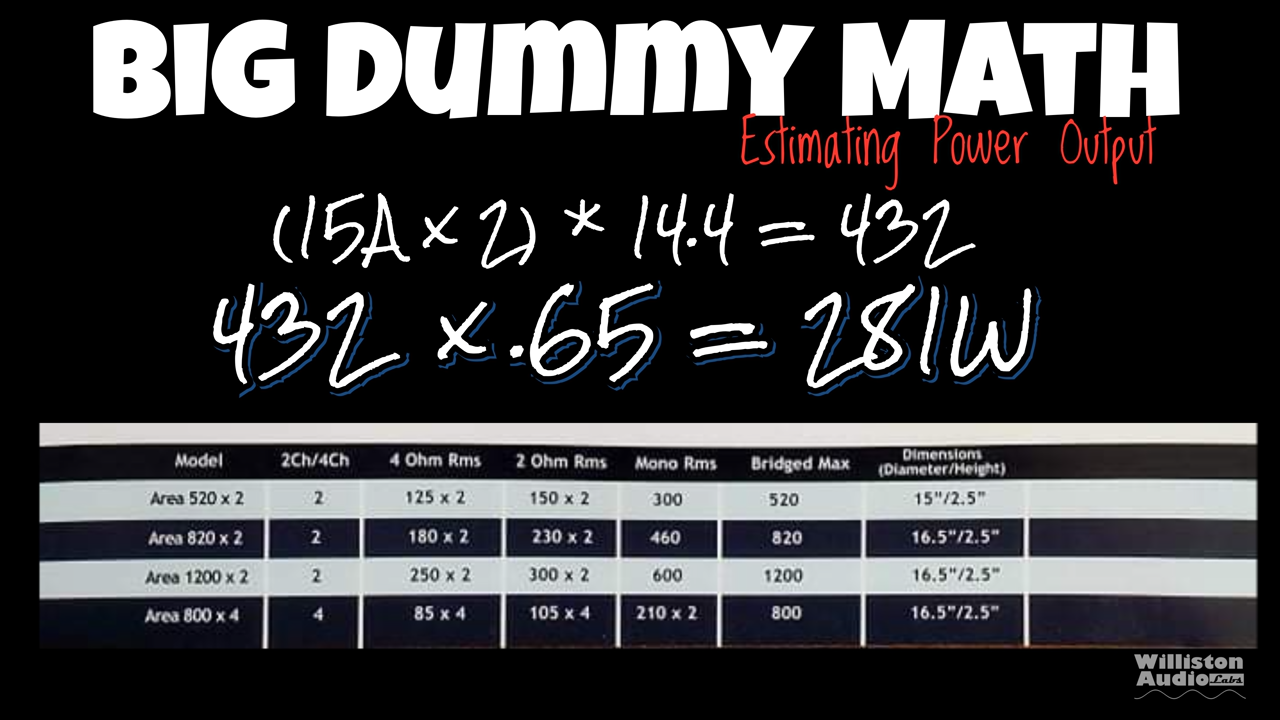 BIG DUMMY MATH
Estimating Power Output
(15A x 2) * 14.4 = 432
432 x .65 = 281W
Model 2Ch/4Ch 4 Ohm Rms 2 Ohm Rms Mono Rms Bridged Max Dimensions (Diameter/Height)
Area 520 x 2 2 125 x 2 150 x 2 300 520 15"/2.5"
Area 820 x 2 2 180 x 2 230 x 2 460 820 16.5"/2.5"
Area 1200 x 2 2 250 x 2 300 x 2 600 1200 16.5"/2.5"
Area 800 x 4 4 85 x 4 105 x 4 210 x 2 800 16.5"/2.5"
Williston
Audio Labs